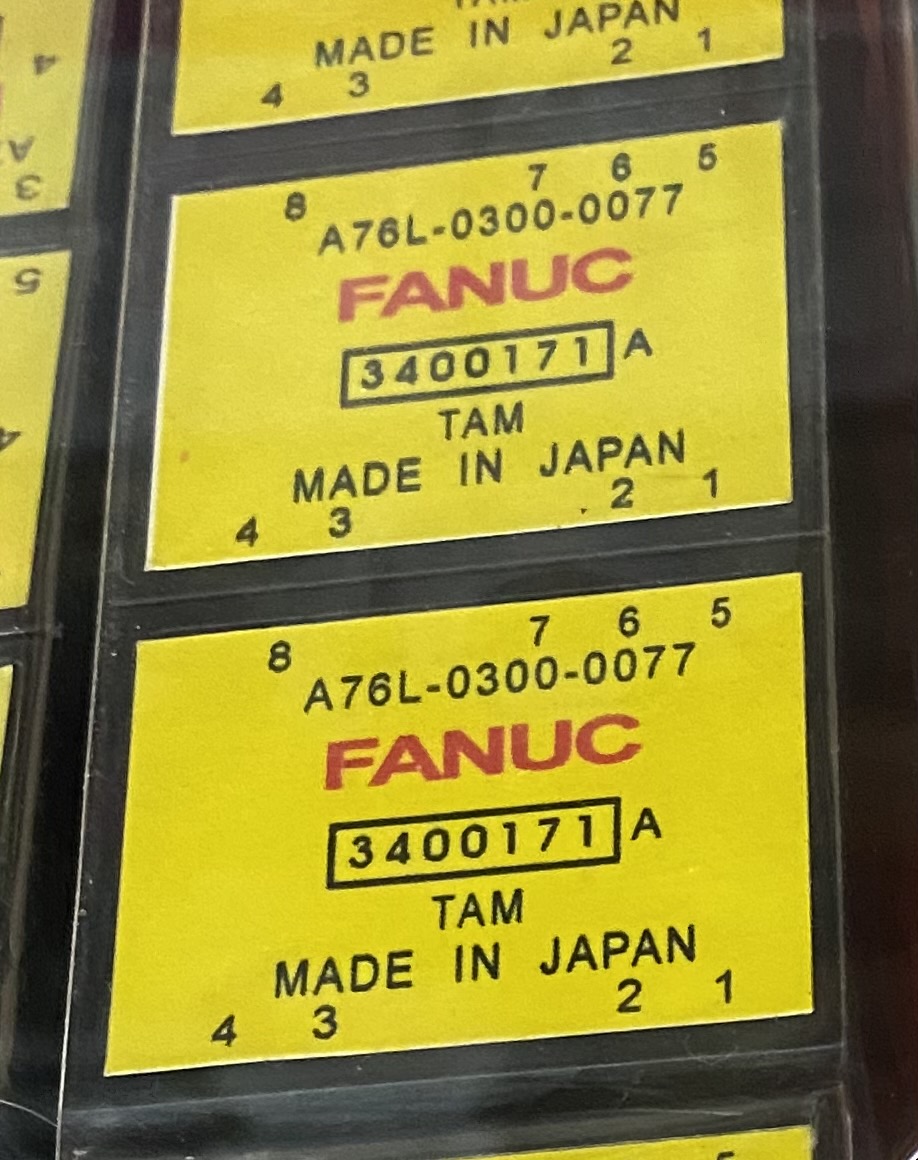 MADE IN JAPAN
4 3 2 1
8 7 6 5
A76L-0300-0077
FANUC
3400171 A
TAM
MADE IN JAPAN
4 3 2 1
8 7 6 5
A76L-0300-0077
FANUC
3400171 A
TAM
MADE IN JAPAN
4 3 2 1